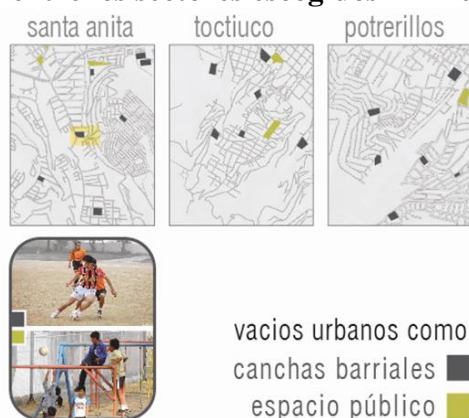 santa anita
toctiuco
potrerillos
vacios urbanos como
canchas barriales
espacio público